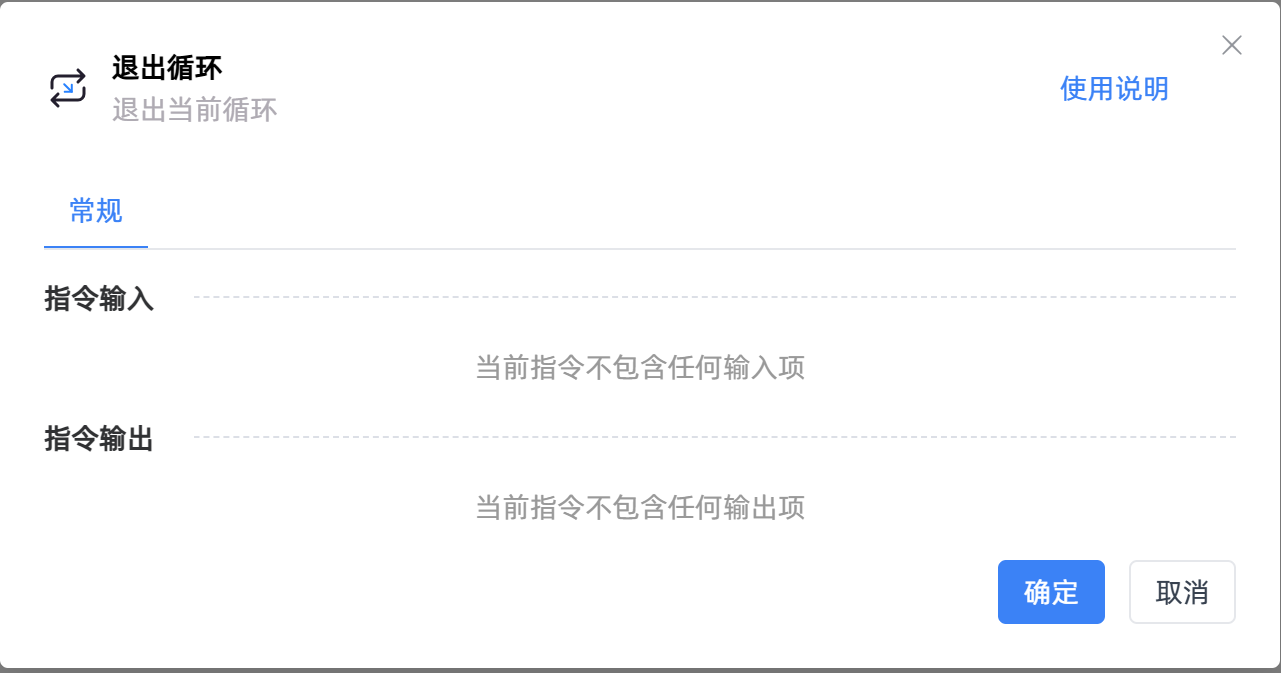 退出循环
退出当前循环
使用说明
常规
指令输入
当前指令不包含任何输入项
指令输出
当前指令不包含任何输出项
确定
取消